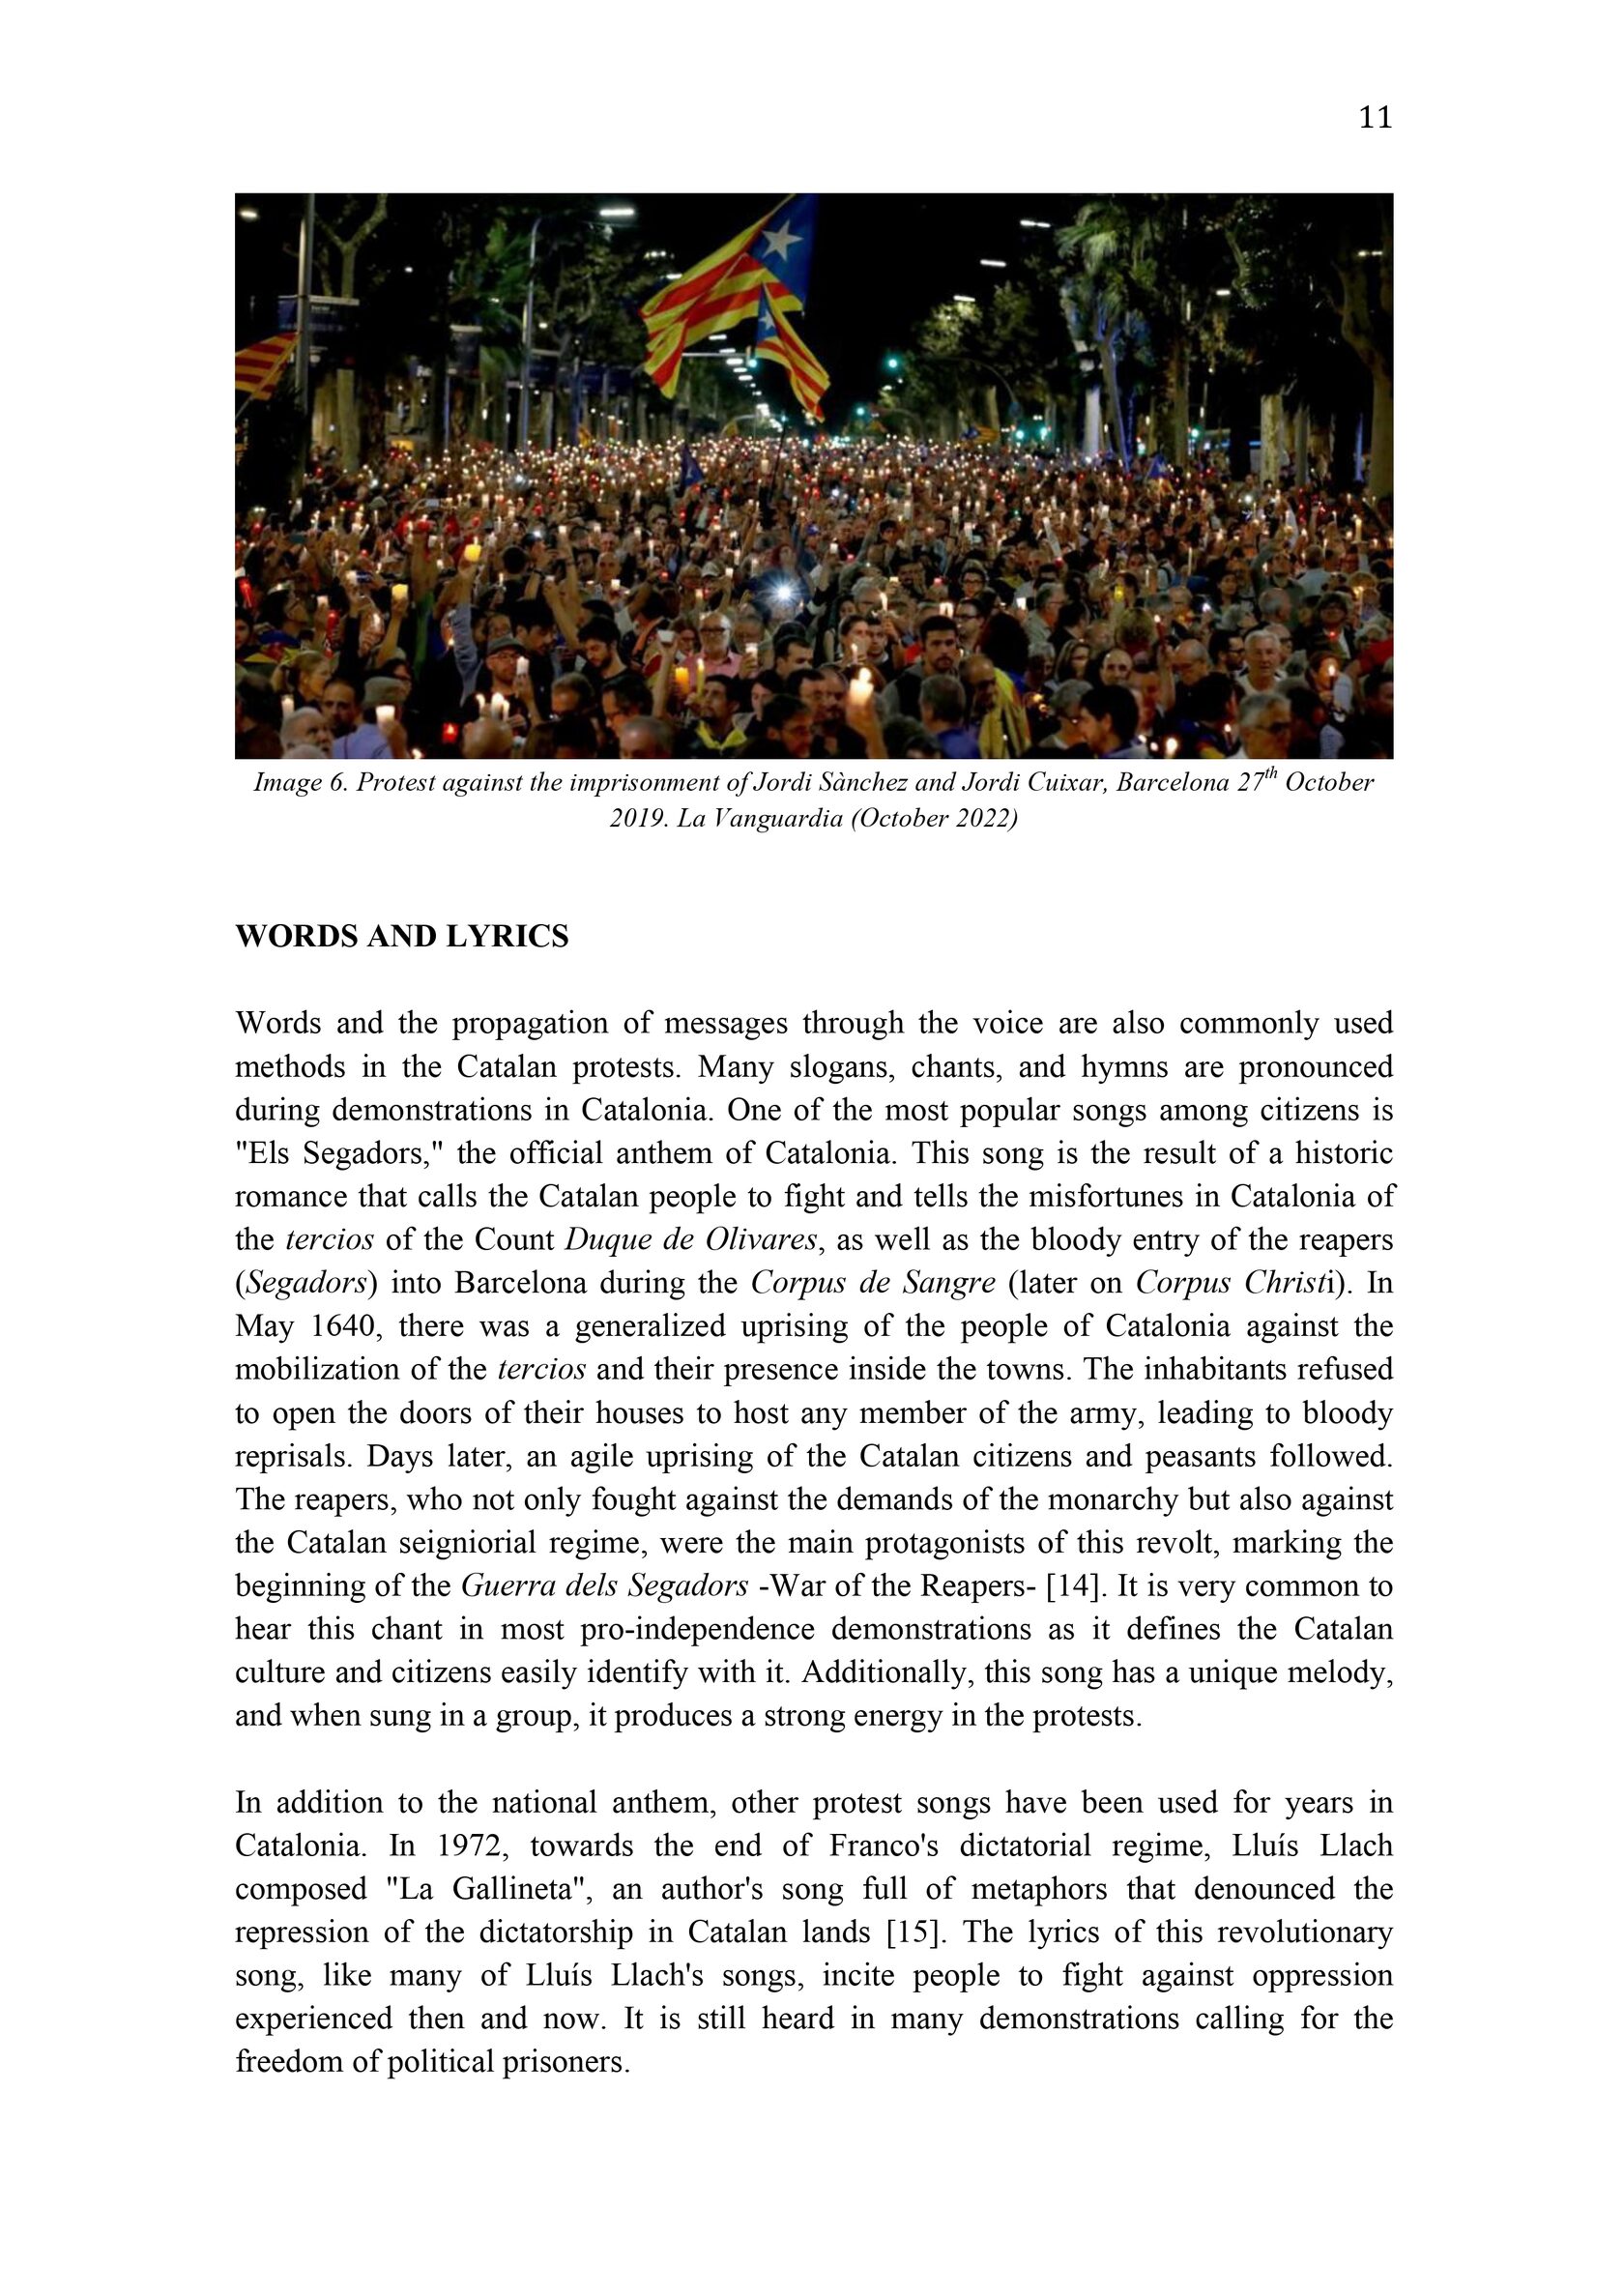 11
Image 6. Protest against the imprisonment of Jordi Sànchez and Jordi Cuixar, Barcelona 27th October
2019. La Vanguardia (October 2022)
WORDS AND LYRICS
Words and the propagation of messages through the voice are also commonly used
methods in the Catalan protests. Many slogans, chants, and hymns are pronounced
during demonstrations in Catalonia. One of the most popular songs among citizens is
"Els Segadors," the official anthem of Catalonia. This song is the result of a historic
romance that calls the Catalan people to fight and tells the misfortunes in Catalonia of
the tercios of the Count Duque de Olivares, as well as the bloody entry of the reapers
(Segadors) into Barcelona during the Corpus de Sangre (later on Corpus Christi). In
May 1640, there was a generalized uprising of the people of Catalonia against the
mobilization of the tercios and their presence inside the towns. The inhabitants refused
to open the doors of their houses to host any member of the army, leading to bloody
reprisals. Days later, an agile uprising of the Catalan citizens and peasants followed.
The reapers, who not only fought against the demands of the monarchy but also against
the Catalan seigniorial regime, were the main protagonists of this revolt, marking the
beginning of the Guerra dels Segadors -War of the Reapers- [14]. It is very common to
hear this chant in most pro-independence demonstrations as it defines the Catalan
culture and citizens easily identify with it. Additionally, this song has a unique melody,
and when sung in a group, it produces a strong energy in the protests.
In addition to the national anthem, other protest songs have been used for years in
Catalonia. In 1972, towards the end of Franco's dictatorial regime, Lluís Llach
composed "La Gallineta", an author's song full of metaphors that denounced the
repression of the dictatorship in Catalan lands [15]. The lyrics of this revolutionary
song, like many of Lluís Llach's songs, incite people to fight against oppression
experienced then and now. It is still heard in many demonstrations calling for the
freedom of political prisoners.